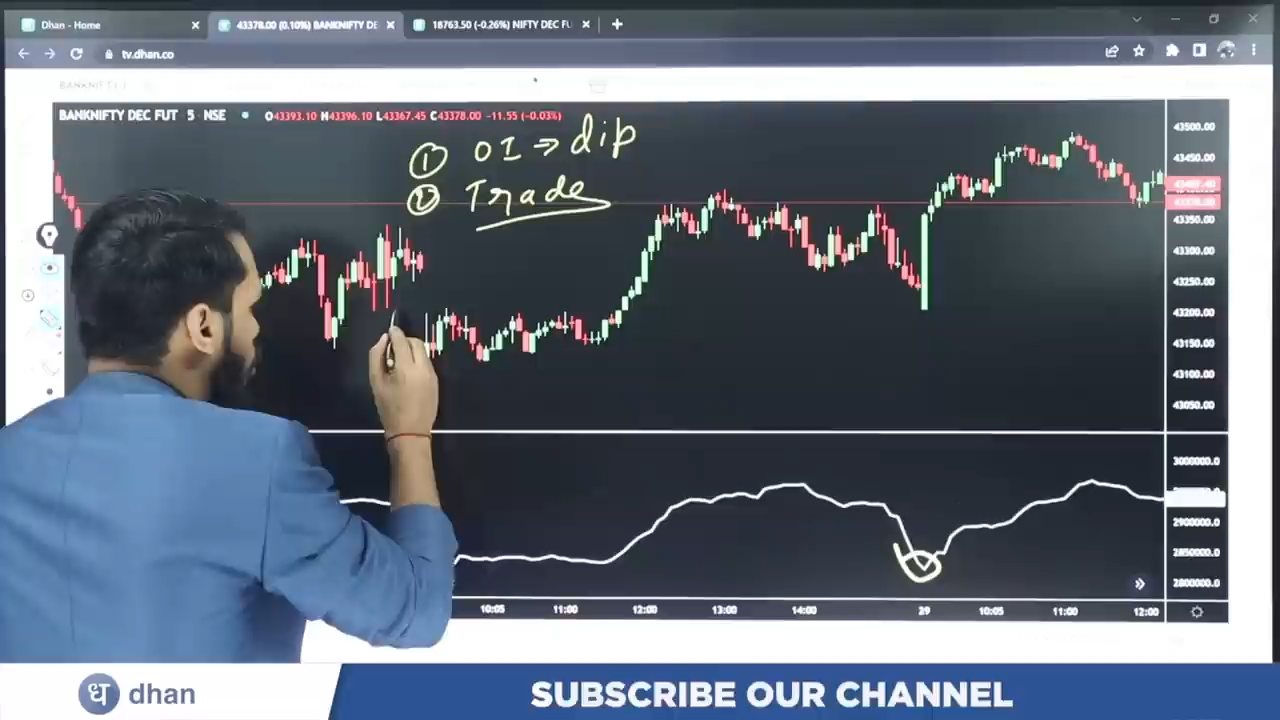 Dhan - Home
43378.00 (0.10%) BANKNIFTY DE
18763.50 (-0.26%) NIFTY DEC FU
tv.dhan.co
BANKNIFTY DEC FUT 5 NSE O43393.10 H43396.10 L43367.45 C43378.00 -11.55 (-0.03%)
① OI ⇒ dip
② Trade
43500.00
43450.00
43378.00
43350.00
43300.00
43250.00
43200.00
43150.00
43100.00
43050.00
3000000.0
2900000.0
2850000.0
2800000.0
10:05 11:00 12:00 13:00 14:00 29 10:05 11:00 12:00
ध dhan
SUBSCRIBE OUR CHANNEL